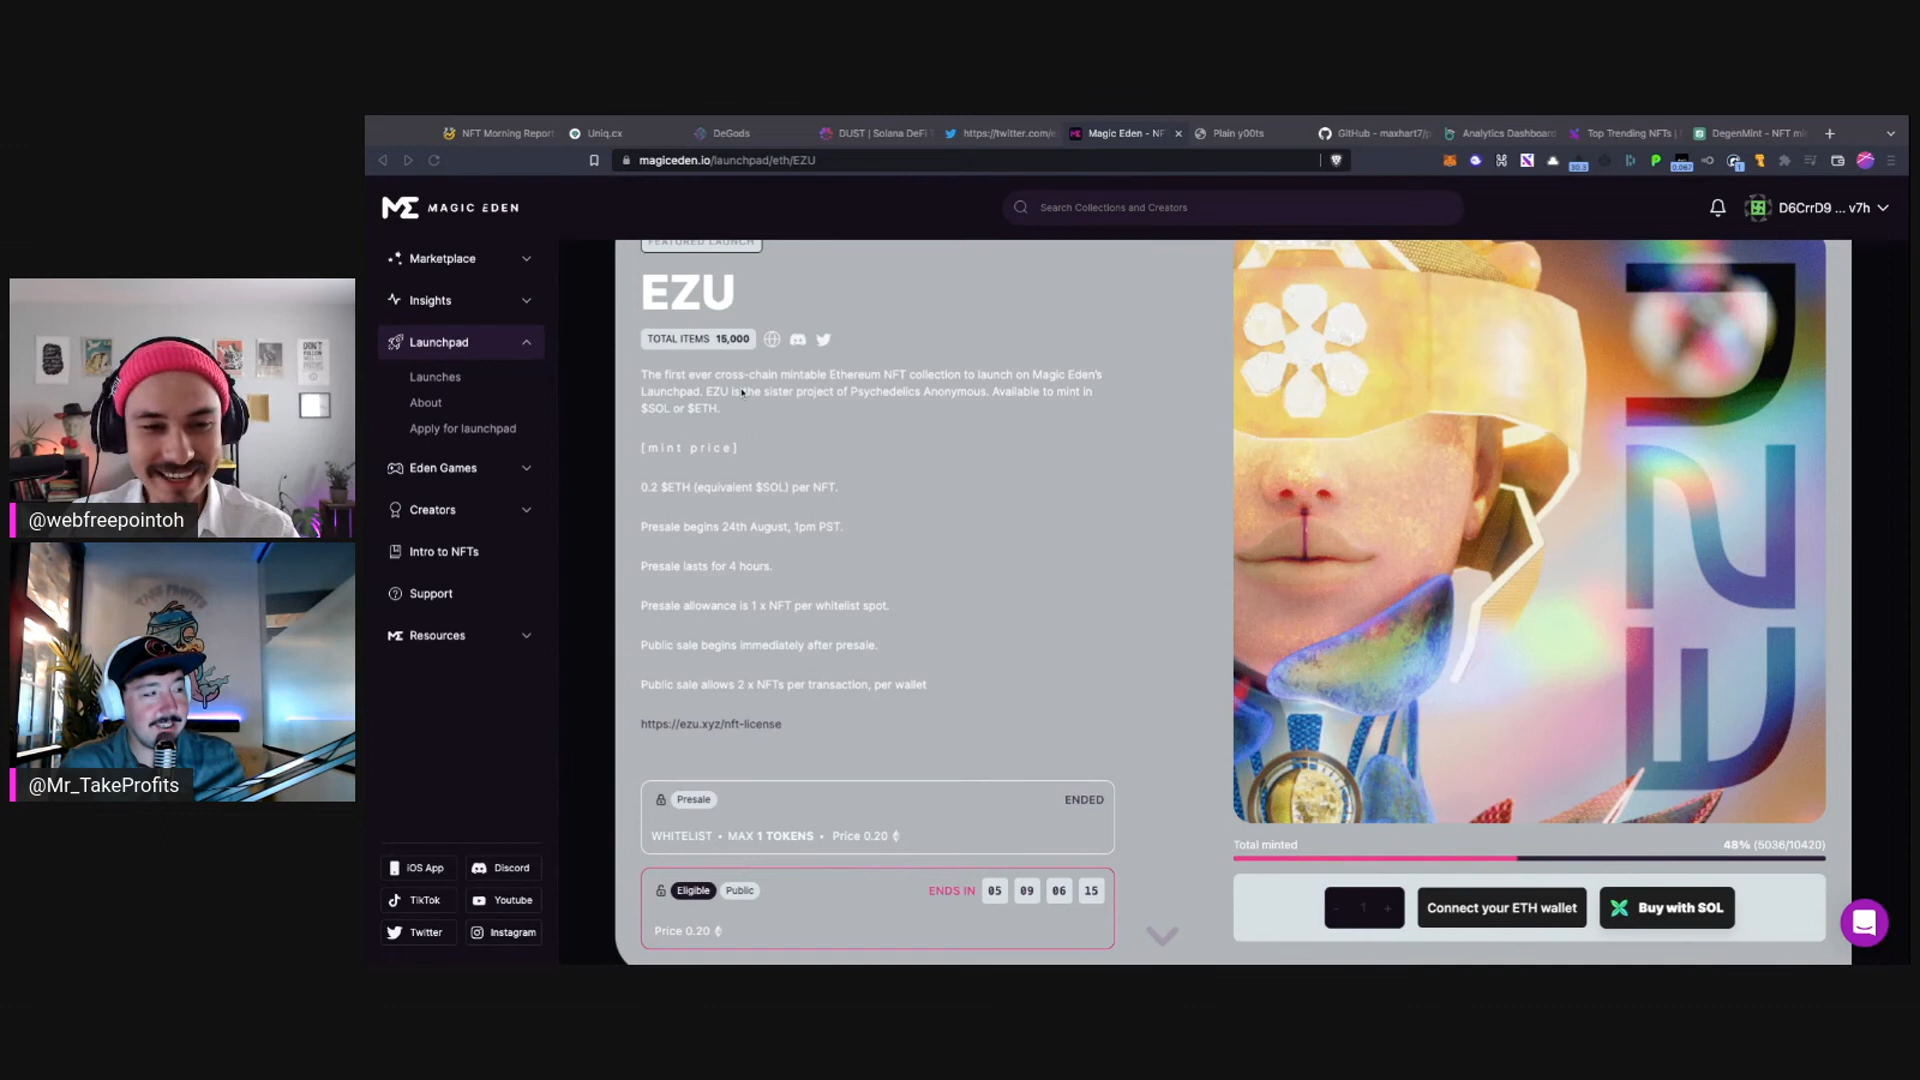 NFT Morning Report
Uniq.cx
DeGods
DUST | Solana DeFi T
https://twitter.com/e
Magic Eden - NF
Plain y00ts
GitHub - maxhart7/p
Analytics Dashboard
Top Trending NFTs |
DegenMint - NFT mi
magiceden.io/launchpad/eth/EZU
MAGIC EDEN
Search Collections and Creators
D6CrrD9 ... v7h
Marketplace
Insights
Launchpad
Launches
About
Apply for launchpad
Eden Games
Creators
Intro to NFTs
Support
Resources
iOS App
Discord
TikTok
Youtube
Twitter
Instagram
@webfreepointoh
@Mr_TakeProfits
FEATURED LAUNCH
EZU
TOTAL ITEMS 15,000
The first ever cross-chain mintable Ethereum NFT collection to launch on Magic Eden's
Launchpad. EZU is the sister project of Psychedelics Anonymous. Available to mint in
$SOL or $ETH.
[mint price]
0.2 $ETH (equivalent $SOL) per NFT.
Presale begins 24th August, 1pm PST.
Presale lasts for 4 hours.
Presale allowance is 1 x NFT per whitelist spot.
Public sale begins immediately after presale.
Public sale allows 2 x NFTs per transaction, per wallet
https://ezu.xyz/nft-license
Presale
ENDED
WHITELIST • MAX 1 TOKENS • Price 0.20
Eligible
Public
ENDS IN 05 09 06 15
Price 0.20
EZU
Total minted
48% (5036/10420)
- 1 +
Connect your ETH wallet
Buy with SOL